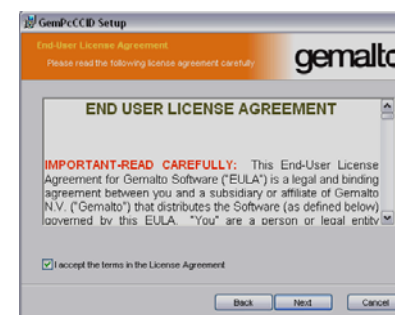 GemPcCCID Setup
End-User License Agreement
Please read the following license agreement carefully
gemalto
END USER LICENSE AGREEMENT
IMPORTANT-READ CAREFULLY: This End-User License
Agreement for Gemalto Software ("EULA") is a legal and binding
agreement between you and a subsidiary or affiliate of Gemalto
N.V. ("Gemalto") that distributes the Software (as defined below)
governed by this EULA. "You" are a person or legal entity
I accept the terms in the License Agreement
Back
Next
Cancel